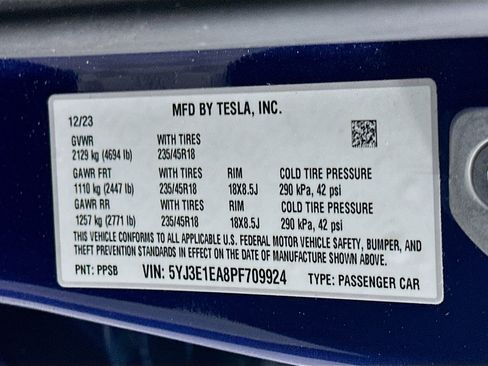 MFD BY TESLA, INC.
12/23
GVWR WITH TIRES
2129 kg (4694 lb) 235/45R18
GAWR FRT WITH TIRES RIM COLD TIRE PRESSURE
1110 kg (2447 lb) 235/45R18 18X8.5J 290 kPa, 42 psi
GAWR RR WITH TIRES RIM COLD TIRE PRESSURE
1257 kg (2771 lb) 235/45R18 18X8.5J 290 kPa, 42 psi
THIS VEHICLE CONFORMS TO ALL APPLICABLE U.S. FEDERAL MOTOR VEHICLE SAFETY, BUMPER, AND
THEFT PREVENTION STANDARDS IN EFFECT ON THE DATE OF MANUFACTURE SHOWN ABOVE.
PNT: PPSB VIN: 5YJ3E1EA8PF709924 TYPE: PASSENGER CAR